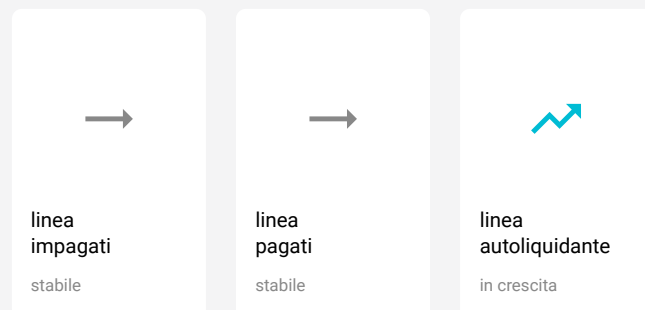 linea
impagati
stabile
linea
pagati
stabile
linea
autoliquidante
in crescita